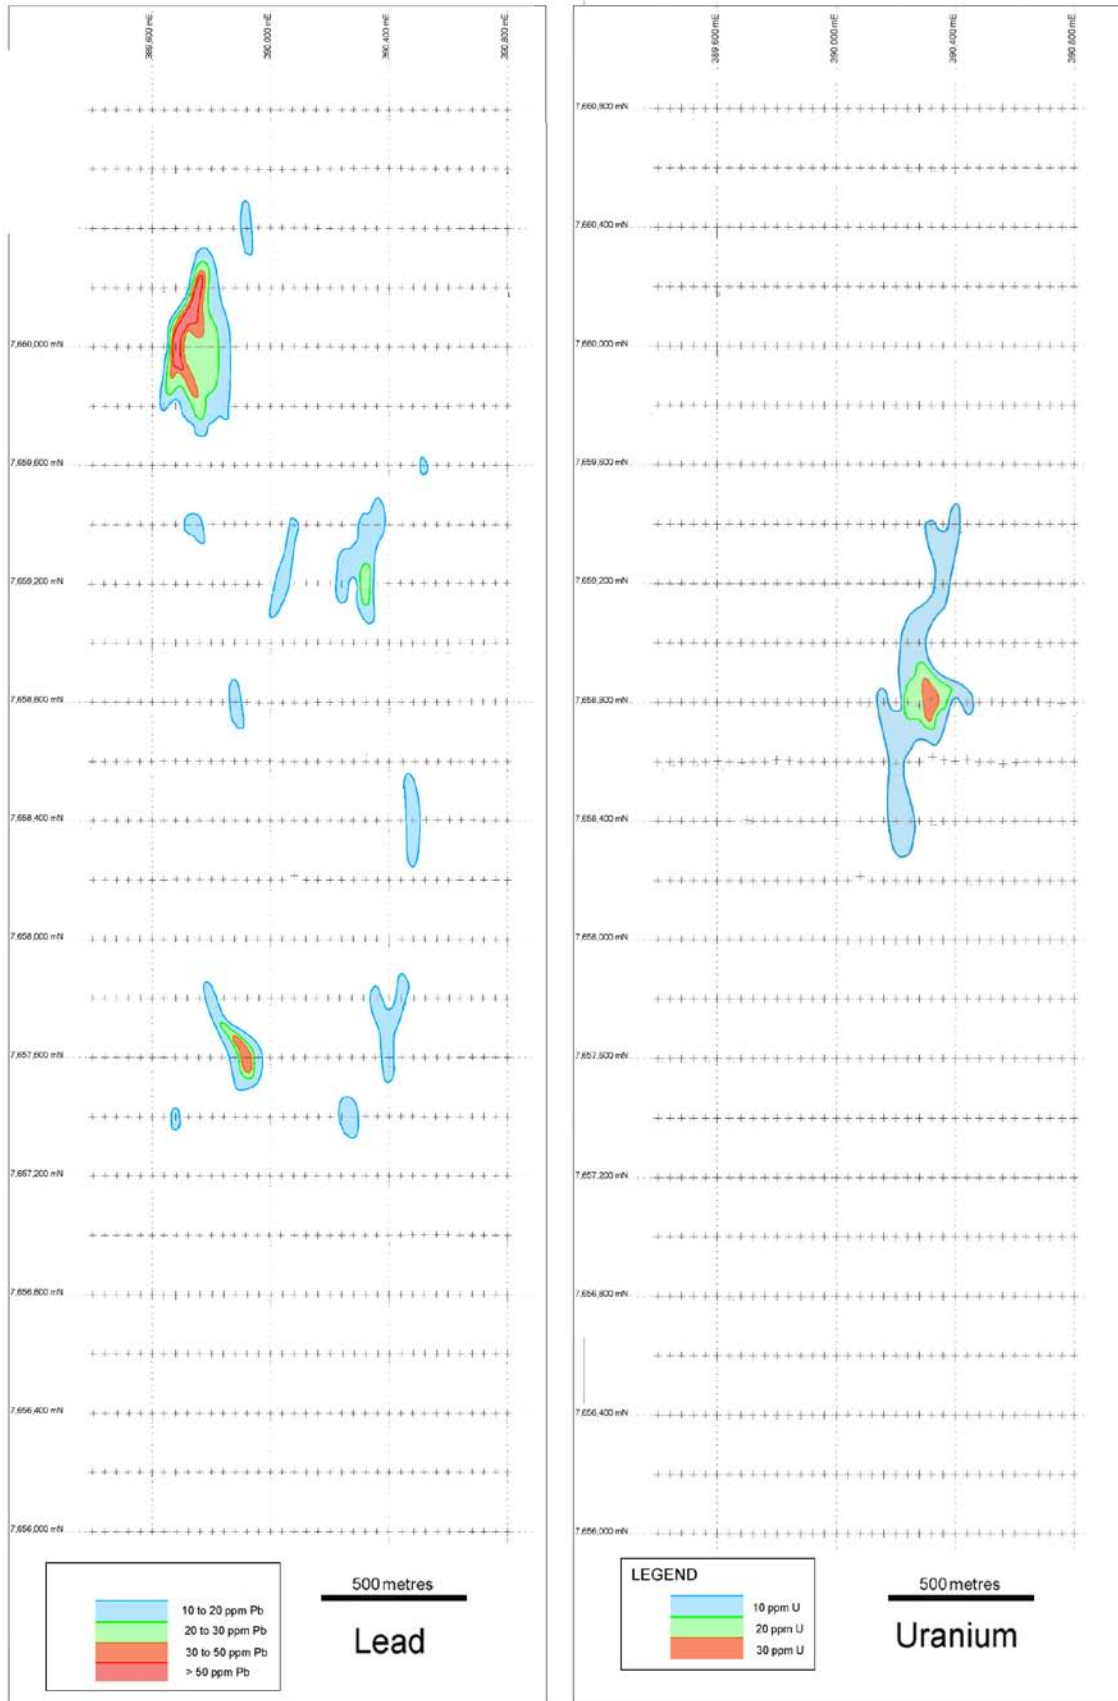 389,600 mE
390,000 mE
390,400 mE
390,800 mE
7,660,000 mN
7,659,600 mN
7,659,200 mN
7,658,800 mN
7,658,400 mN
7,658,000 mN
7,657,600 mN
7,657,200 mN
7,656,800 mN
7,656,400 mN
7,656,000 mN
10 to 20 ppm Pb
20 to 30 ppm Pb
30 to 50 ppm Pb
> 50 ppm Pb
500 metres
Lead
389,600 mE
390,000 mE
390,400 mE
390,800 mE
7,660,800 mN
7,660,400 mN
7,660,000 mN
7,659,600 mN
7,659,200 mN
7,658,800 mN
7,658,400 mN
7,658,000 mN
7,657,600 mN
7,657,200 mN
7,656,800 mN
7,656,400 mN
7,656,000 mN
LEGEND
10 ppm U
20 ppm U
30 ppm U
500 metres
Uranium